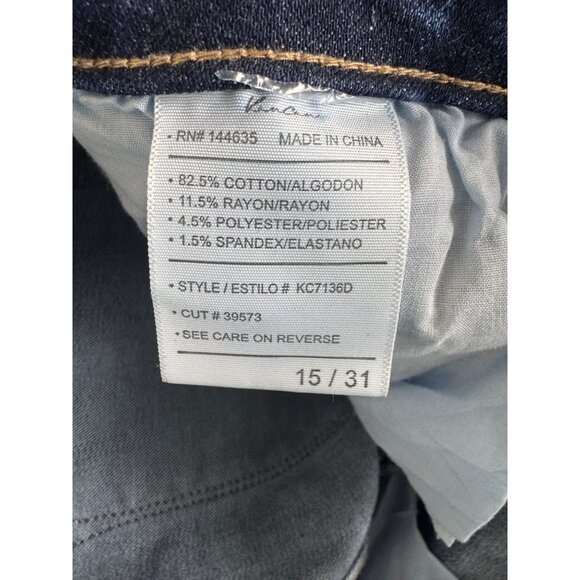 KanCan
• RN# 144635 MADE IN CHINA
• 82.5% COTTON/ALGODON
• 11.5% RAYON/RAYON
• 4.5% POLYESTER/POLIESTER
• 1.5% SPANDEX/ELASTANO
• STYLE / ESTILO # KC7136D
• CUT # 39573
• SEE CARE ON REVERSE
15 / 31